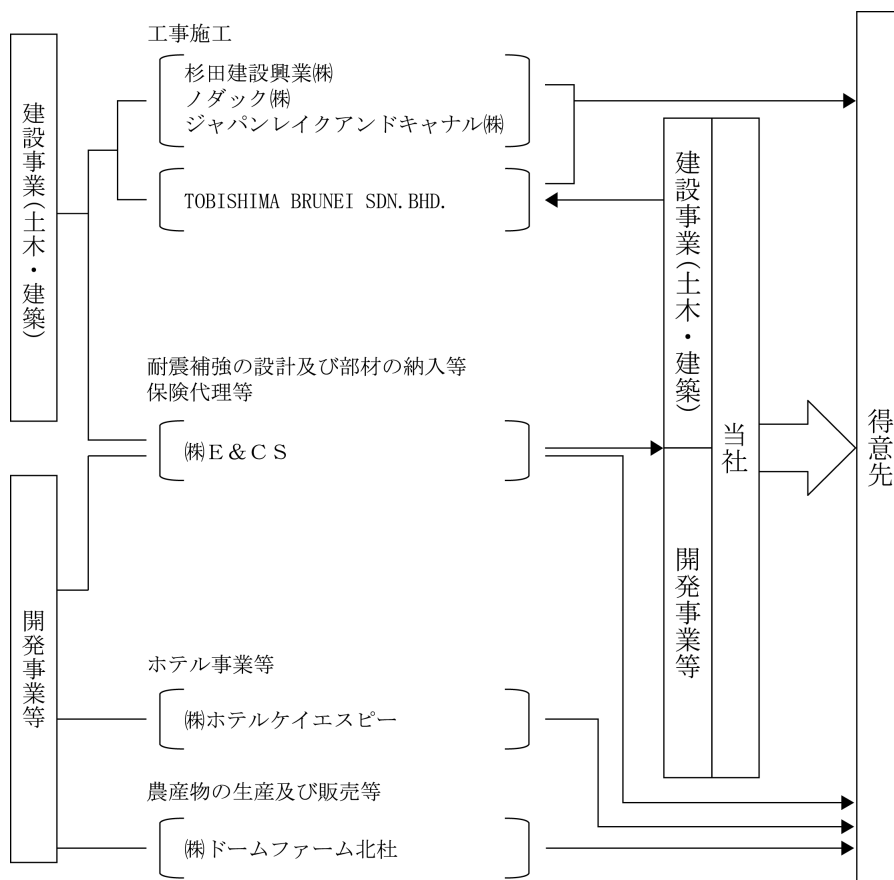 工事施工
杉田建設興業㈱
ノダック㈱
ジャパンレイクアンドキャナル㈱
TOBISHIMA BRUNEI SDN.BHD.
建設事業(土木・建築)
耐震補強の設計及び部材の納入等
保険代理等
㈱E&CS
開発事業等
ホテル事業等
㈱ホテルケイエスピー
農産物の生産及び販売等
㈱ドームファーム北杜
建設事業(土木・建築)
開発事業等
当社
得意先